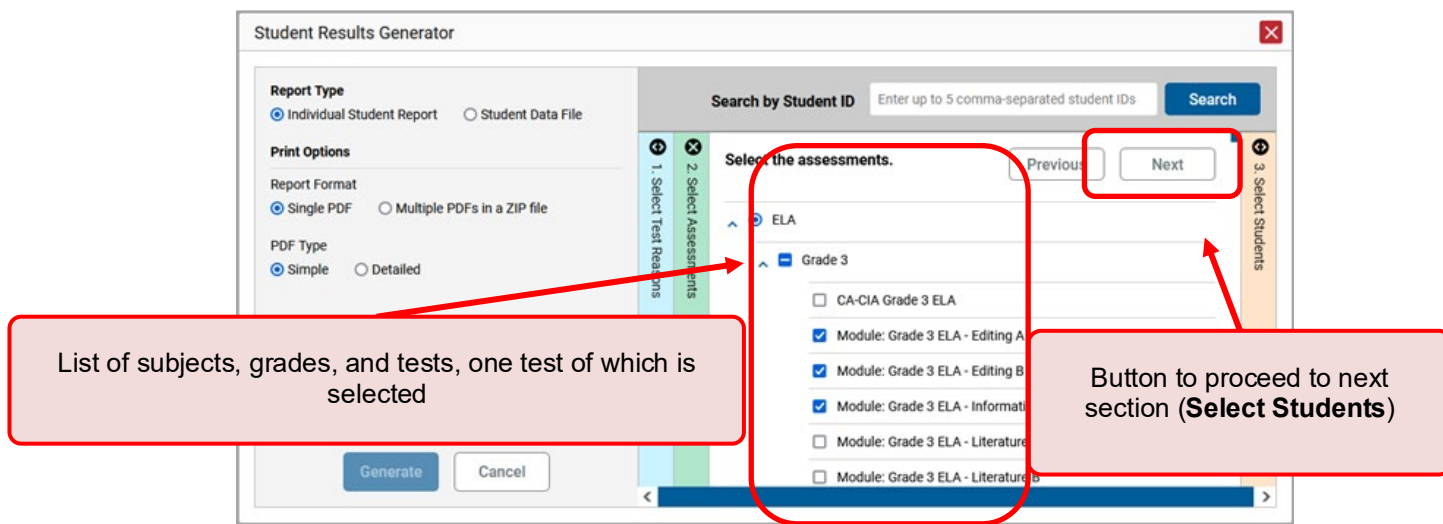 Student Results Generator
Report Type
Individual Student Report Student Data File
Print Options
Report Format
Single PDF Multiple PDFs in a ZIP file
PDF Type
Simple Detailed
Generate Cancel
Search by Student ID Enter up to 5 comma-separated student IDs Search
1. Select Test Reasons
2. Select Assessments
Select the assessments. Previous Next
ELA
Grade 3
CA-CIA Grade 3 ELA
Module: Grade 3 ELA - Editing A
Module: Grade 3 ELA - Editing B
Module: Grade 3 ELA - Informati
Module: Grade 3 ELA - Literature
Module: Grade 3 ELA - Literature B
3. Select Students
List of subjects, grades, and tests, one test of which is
selected
Button to proceed to next
section (Select Students)